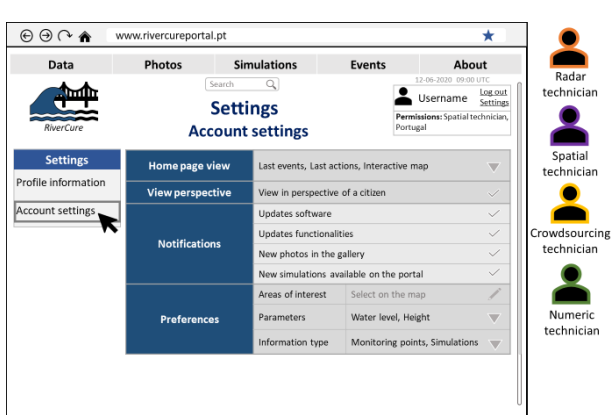 www.rivercureportal.pt
Data Photos Simulations Events About
Search
12-06-2020 09:00 UTC
RiverCure
Settings
Account settings
Username
Log out
Settings
Permissions: Spatial technician,
Portugal
Settings
Profile information
Account settings
Home page view Last events, Last actions, Interactive map
View perspective View in perspective of a citizen
Notifications
Updates software
Updates functionalities
New photos in the gallery
New simulations available on the portal
Preferences
Areas of interest Select on the map
Parameters Water level, Height
Information type Monitoring points, Simulations
Radar
technician
Spatial
technician
Crowdsourcing
technician
Numeric
technician